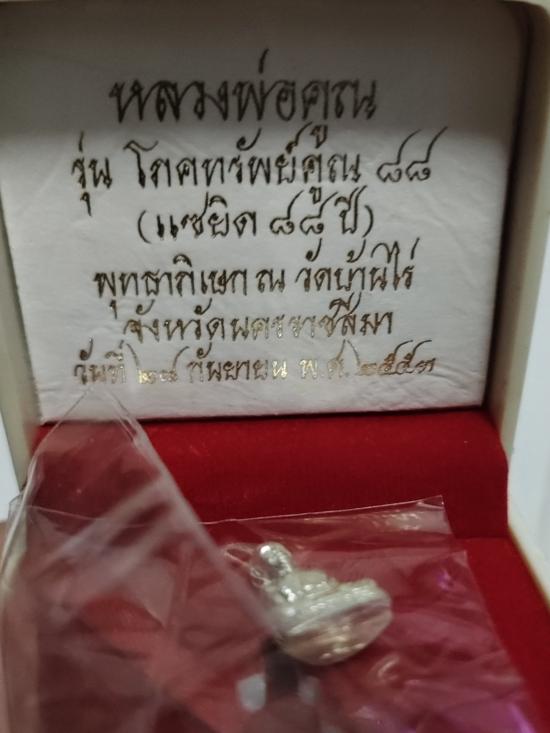 หลวงพ่อคูณ
รุ่น โภคทรัพย์คูณ ๘๘
(แซยิด ๘๘ ปี)
พุทธาภิเษก ณ วัดบ้านไร่
จังหวัดนครราชสีมา
วันที่ กันยายน พ.ศ. ๒๕๕๓